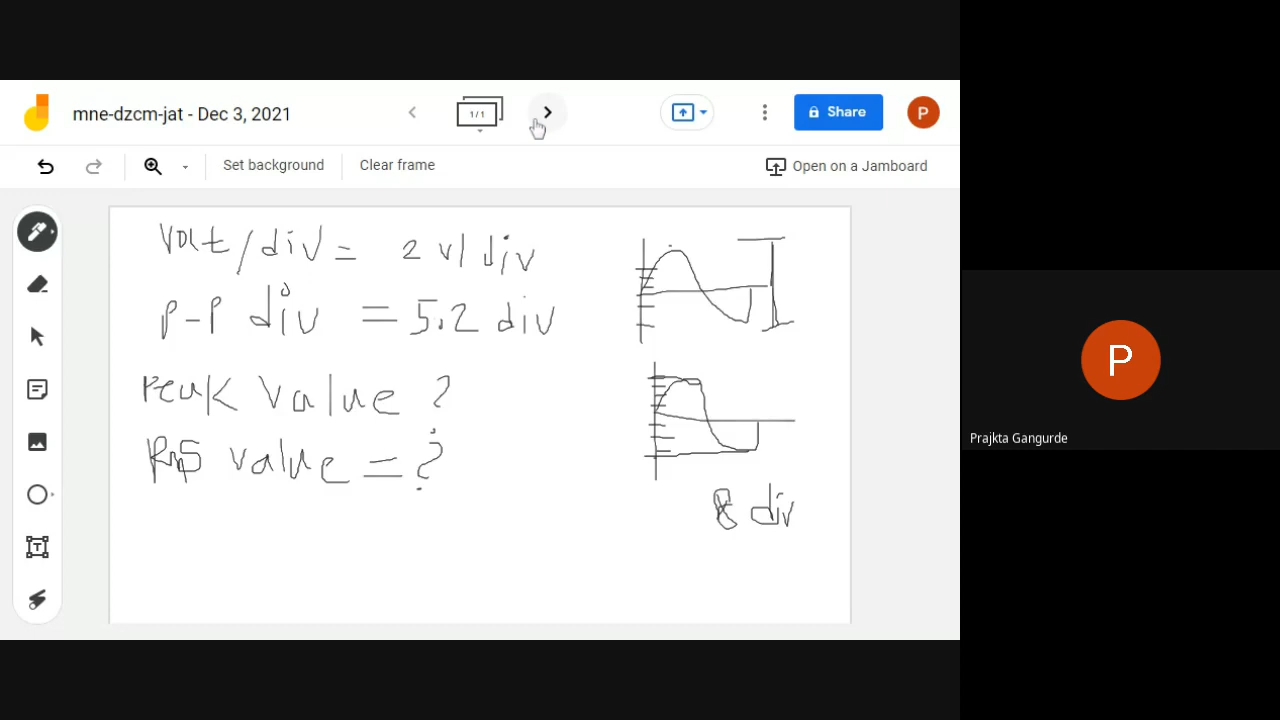 mne-dzcm-jat - Dec 3, 2021
1/1
Share
P
Set background
Clear frame
Open on a Jamboard
volt/div = 2 v/div
P-P div = 5.2 div
Peak value ?
RMS value = ?
8 div
P
Prajkta Gangurde